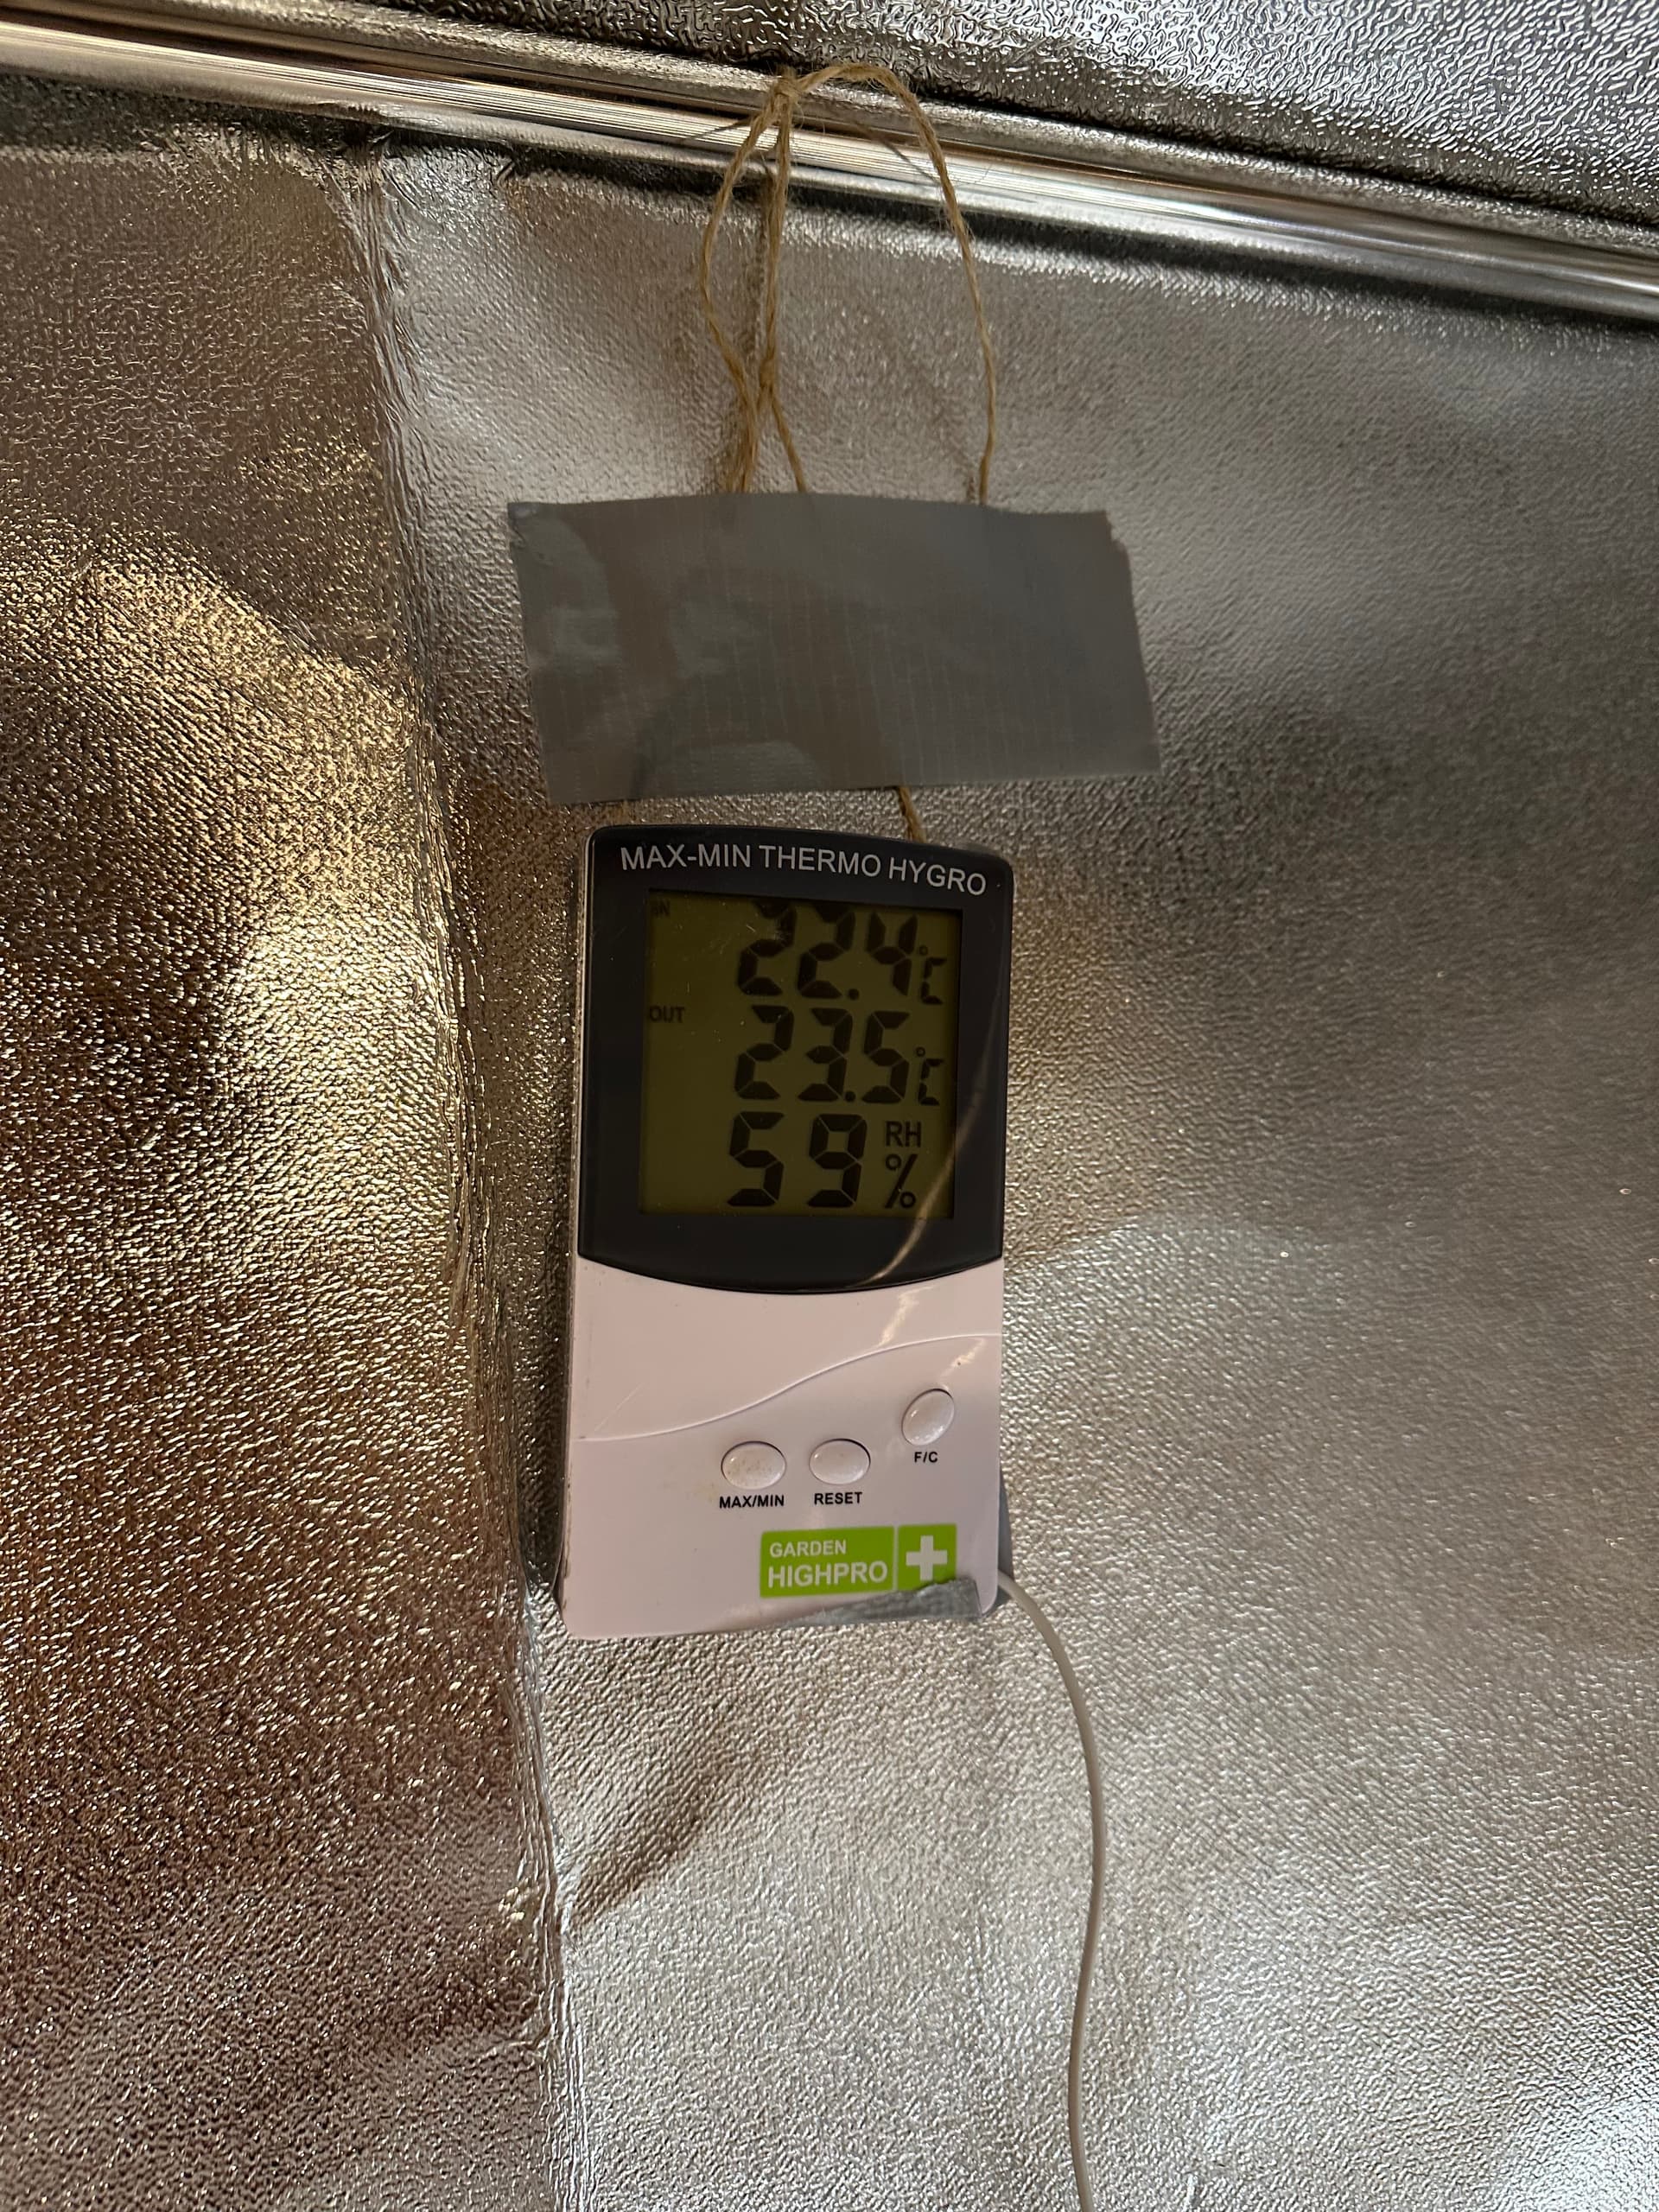 MAX-MIN THERMO HYGRO
IN 22.4°C
OUT 23.5°C
59 RH %
F/C
MAX/MIN RESET
GARDEN
HIGHPRO